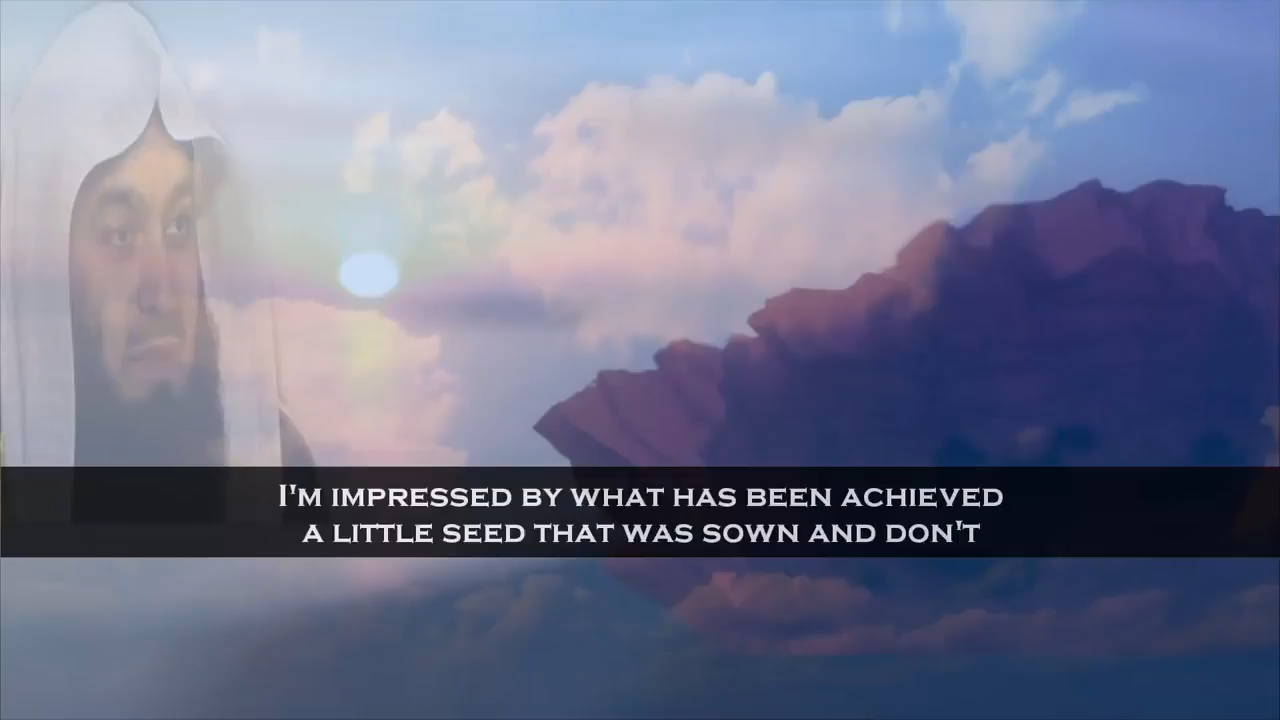 I'M IMPRESSED BY WHAT HAS BEEN ACHIEVED
A LITTLE SEED THAT WAS SOWN AND DON'T